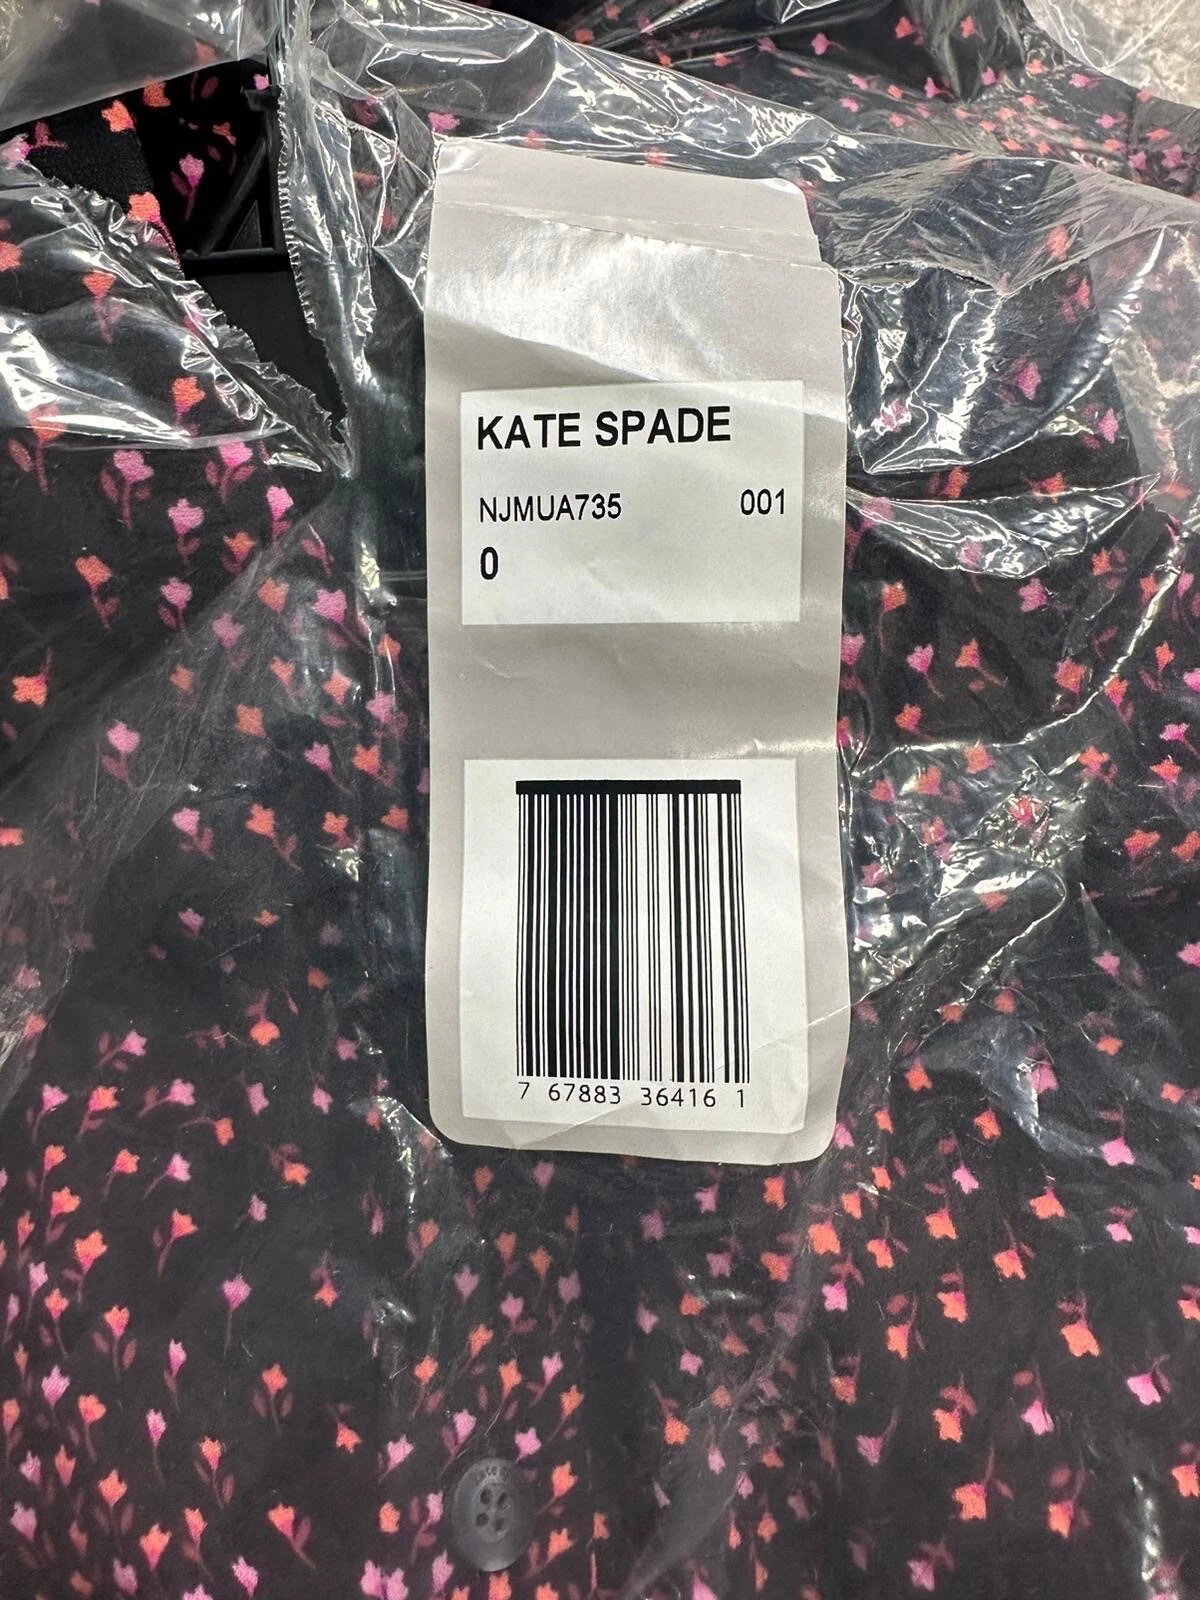 KATE SPADE
NJMUA735 001
0
7 67883 36416 1